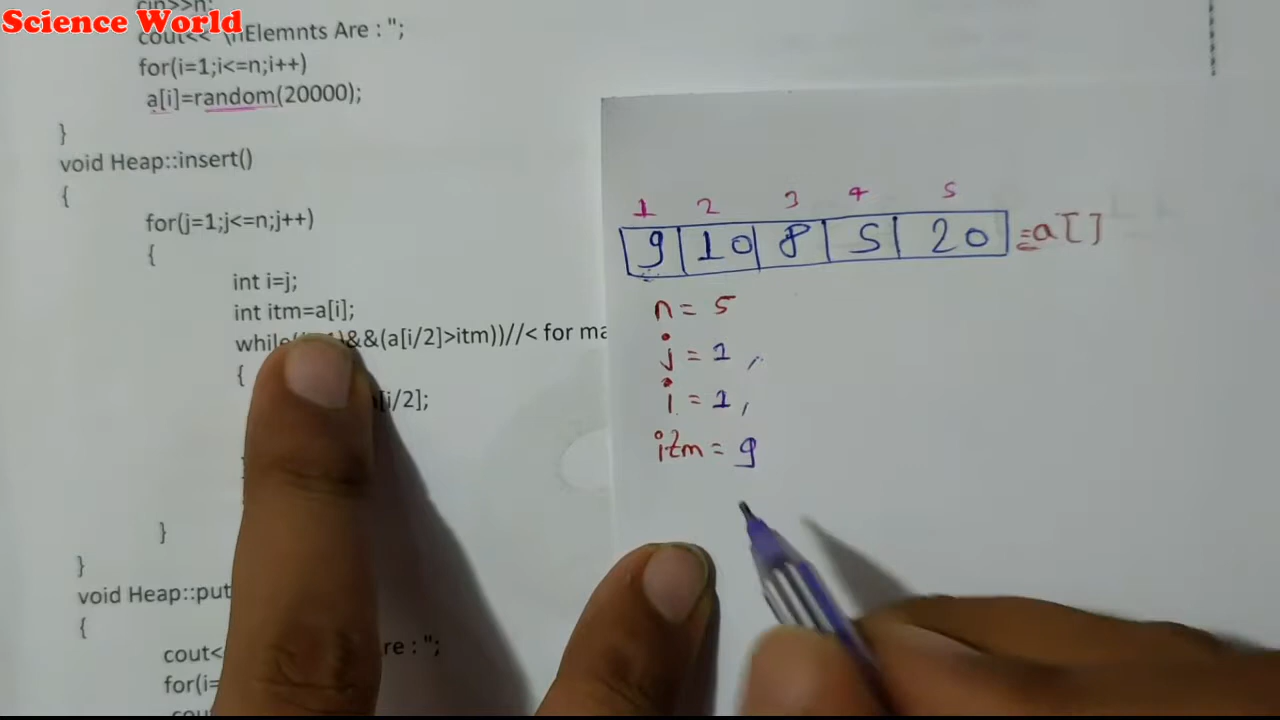 Science World
cin>>n;
cout<< "\nElemnts Are : ";
for(i=1;i<=n;i++)
a[i]=random(20000);
}
void Heap::insert()
{
for(j=1;j<=n;j++)
{
int i=j;
int itm=a[i];
while( &&(a[i/2]>itm))//< for ma
{
[i/2];
}
}
}
void Heap::put
{
cout< re : ";
for(i=
1 2 3 4 5
9 10 8 5 20 = a[]
n = 5
j = 1,
i = 1,
itm = 9